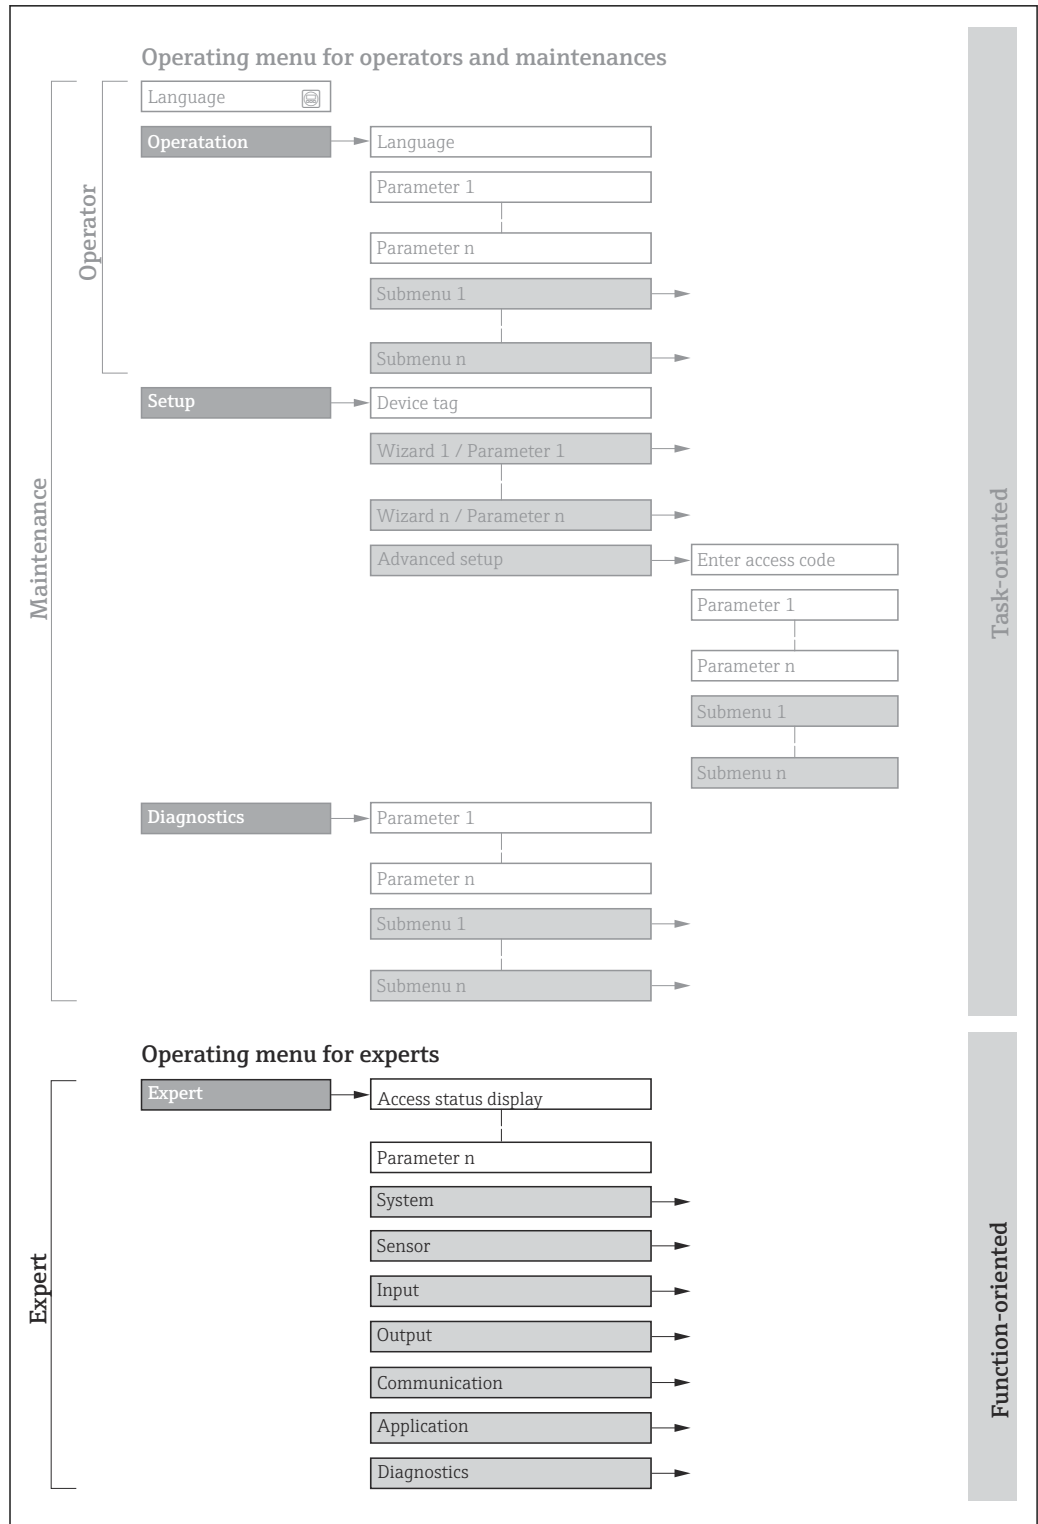 Operating menu for operators and maintenances
Language
Operatation
Language
Parameter 1
Parameter n
Submenu 1
Submenu n
Operator
Setup
Device tag
Wizard 1 / Parameter 1
Wizard n / Parameter n
Advanced setup
Enter access code
Parameter 1
Parameter n
Submenu 1
Submenu n
Maintenance
Task-oriented
Diagnostics
Parameter 1
Parameter n
Submenu 1
Submenu n
Operating menu for experts
Expert
Access status display
Parameter n
System
Sensor
Input
Output
Communication
Application
Diagnostics
Expert
Function-oriented